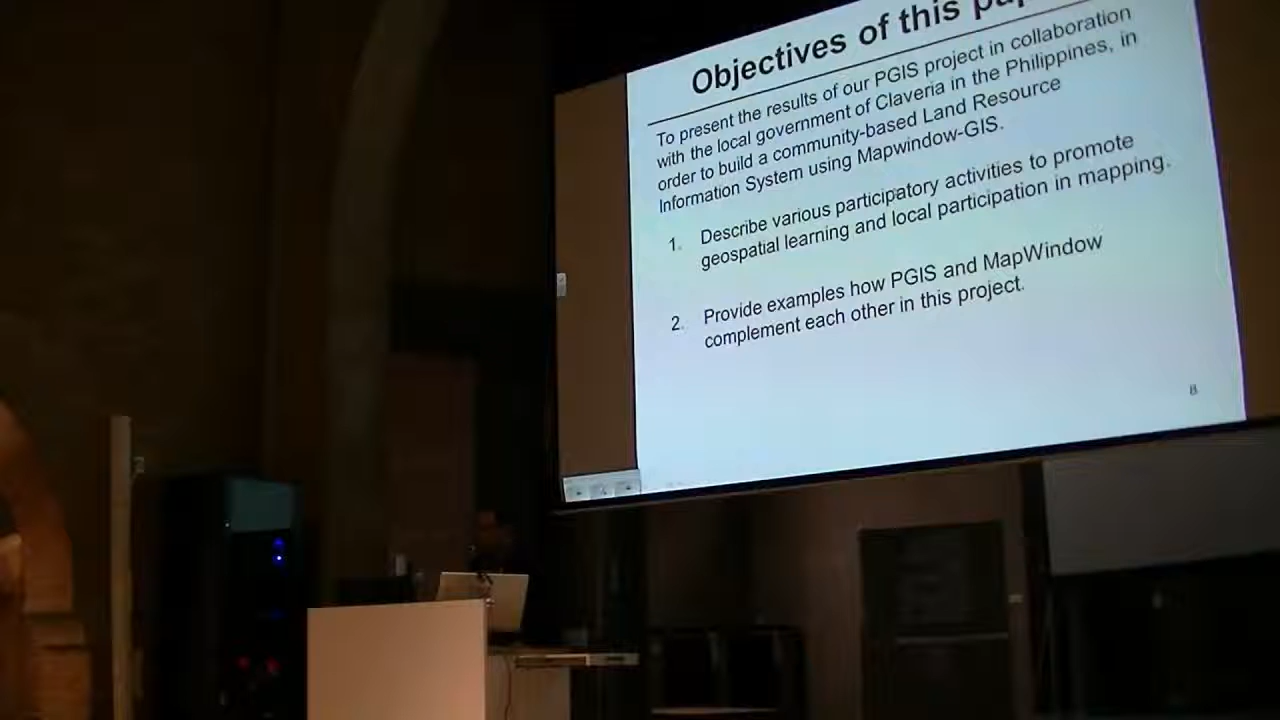 Objectives of this
To present the results of our PGIS project in collaboration
with the local government of Claveria in the Philippines, in
order to build a community-based Land Resource
Information System using Mapwindow-GIS.
1. Describe various participatory activities to promote
geospatial learning and local participation in mapping.
2. Provide examples how PGIS and MapWindow
complement each other in this project.
8